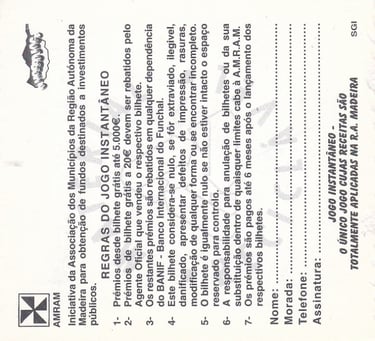 AMRAM
Iniciativa da Associação dos Municípios da Região Autónoma da
Madeira para obtenção de fundos destinados a investimentos
públicos.
REGRAS DO JOGO INSTANTÂNEO
1- Prémios desde bilhete grátis até 5.000€.
2- Prémios de bilhete grátis a 20€ devem ser rebatidos pelo
Agente Oficial que vendeu o respectivo bilhete.
3- Os restantes prémios são rebatidos em qualquer dependência
do BANIF - Banco Internacional do Funchal.
4- Este bilhete considera-se nulo, se fôr extraviado, ilegível,
danificado, apresentar defeitos de impressão, rasuras,
modificação de qualquer forma ou se encontrar incompleto.
5- O bilhete é igualmente nulo se não estiver intacto o espaço
reservado para controlo.
6- A responsabilidade para anulação de bilhetes ou da sua
substituição dentro de quaisquer limites cabe à A.M.R.A.M.
7- Os prémios são pagos até 6 meses após o lançamento dos
respectivos bilhetes.
Nome:
Morada:
Telefone:
Assinatura:
JOGO INSTANTÂNEO -
O ÚNICO JOGO CUJAS RECEITAS SÃO
TOTALMENTE APLICADAS NA R.A. MADEIRA
SGI